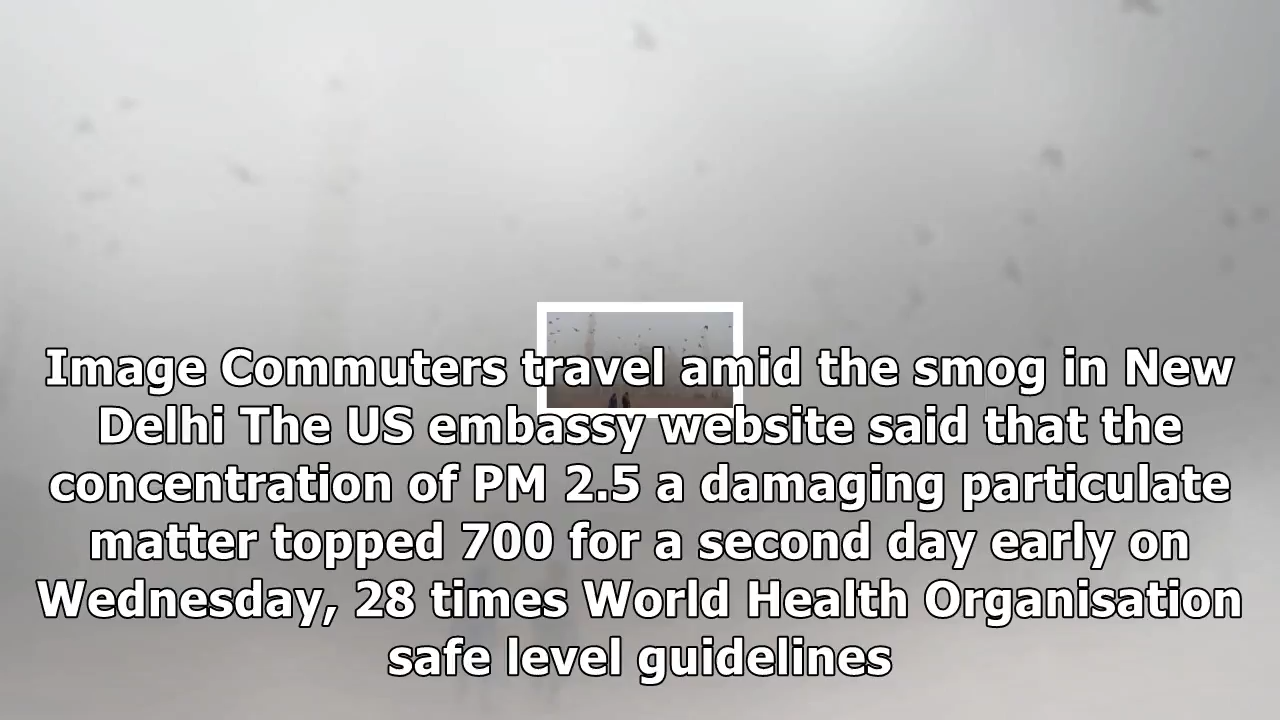 Image Commuters travel amid the smog in New
Delhi The US embassy website said that the
concentration of PM 2.5 a damaging particulate
matter topped 700 for a second day early on
Wednesday, 28 times World Health Organisation
safe level guidelines